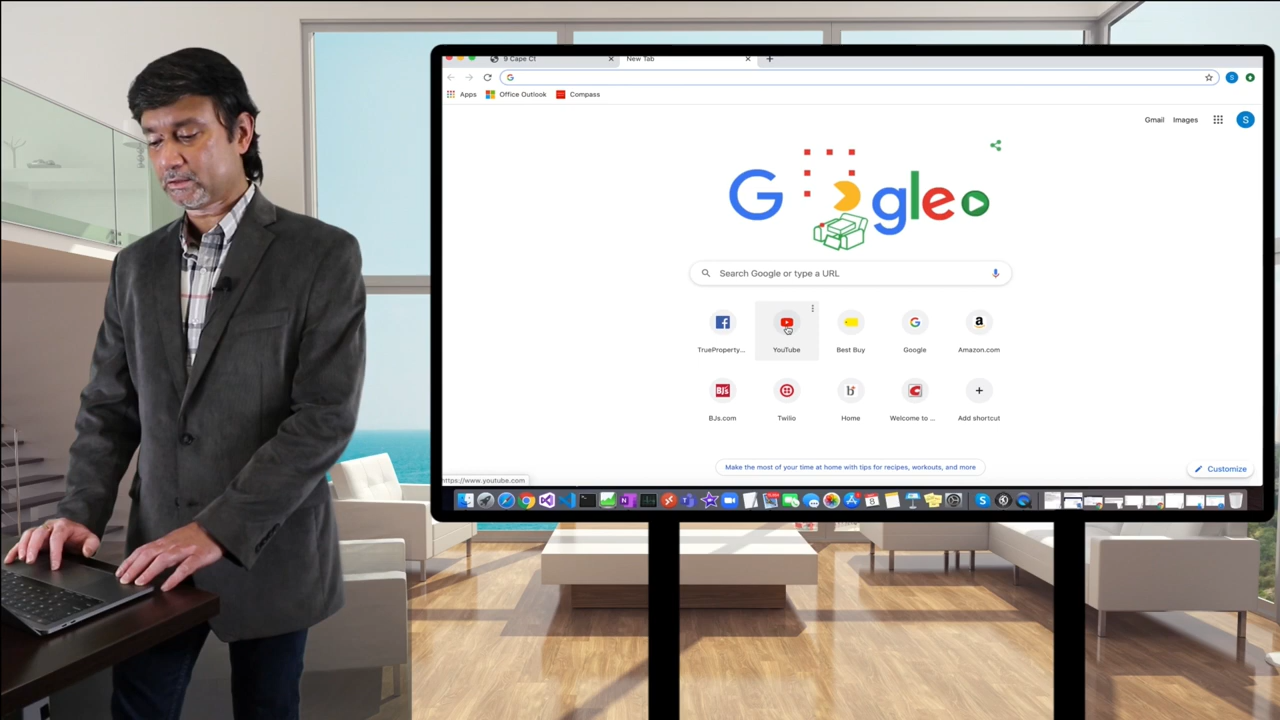 9 Cape Ct
New Tab
Apps
Office Outlook
Compass
Gmail
Images
S
Google
Search Google or type a URL
TrueProperty...
YouTube
Best Buy
Google
Amazon.com
BJ's
BJs.com
Twilio
Home
Welcome to ...
Add shortcut
Make the most of your time at home with tips for recipes, workouts, and more
Customize
https://www.youtube.com